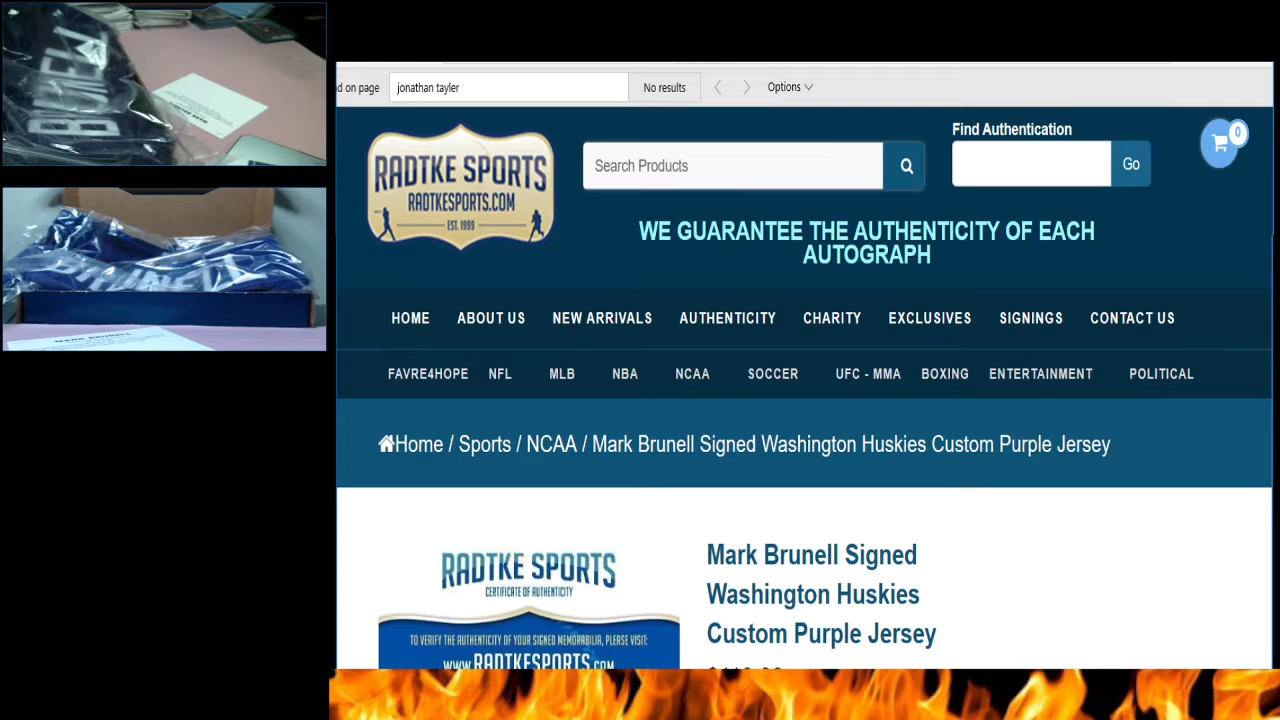 BRUNELL
MARK BRUNELL
d on page
jonathan tayler
No results
Options
RADTKE SPORTS
RADTKESPORTS.COM
EST. 1999
Search Products
Find Authentication
Go
0
WE GUARANTEE THE AUTHENTICITY OF EACH
AUTOGRAPH
HOME ABOUT US NEW ARRIVALS AUTHENTICITY CHARITY EXCLUSIVES SIGNINGS CONTACT US
FAVRE4HOPE NFL MLB NBA NCAA SOCCER UFC - MMA BOXING ENTERTAINMENT POLITICAL
Home / Sports / NCAA / Mark Brunell Signed Washington Huskies Custom Purple Jersey
RADTKE SPORTS
CERTIFICATE OF AUTHENTICITY
TO VERIFY THE AUTHENTICITY OF YOUR SIGNED MEMORABILIA, PLEASE VISIT:
WWW.RADTKESPORTS.COM
Mark Brunell Signed
Washington Huskies
Custom Purple Jersey